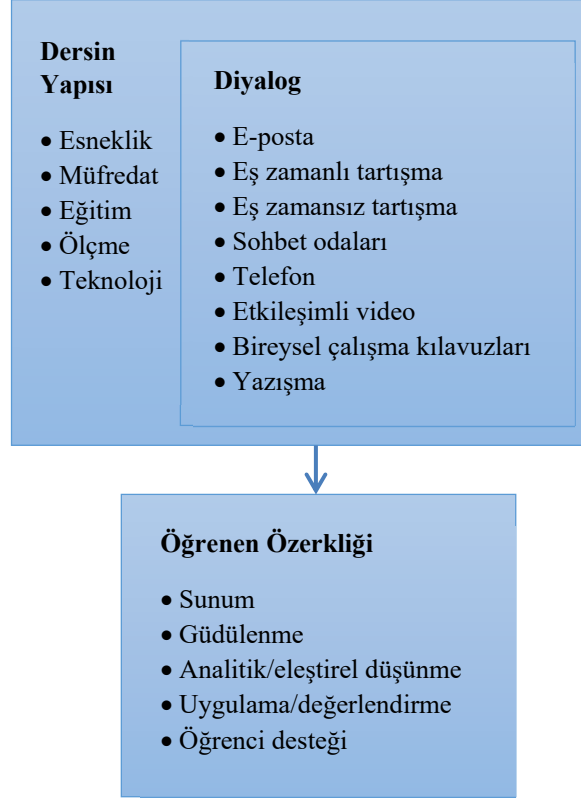 Dersin
Yapısı
• Esneklik
• Müfredat
• Eğitim
• Ölçme
• Teknoloji
Diyalog
• E-posta
• Eş zamanlı tartışma
• Eş zamansız tartışma
• Sohbet odaları
• Telefon
• Etkileşimli video
• Bireysel çalışma kılavuzları
• Yazışma
Öğrenen Özerkliği
• Sunum
• Güdülenme
• Analitik/eleştirel düşünme
• Uygulama/değerlendirme
• Öğrenci desteği